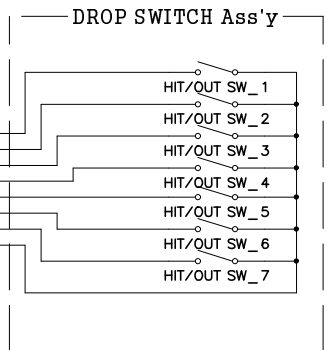 DROP SWITCH Ass'y
HIT/OUT SW_1
HIT/OUT SW_2
HIT/OUT SW_3
HIT/OUT SW_4
HIT/OUT SW_5
HIT/OUT SW_6
HIT/OUT SW_7